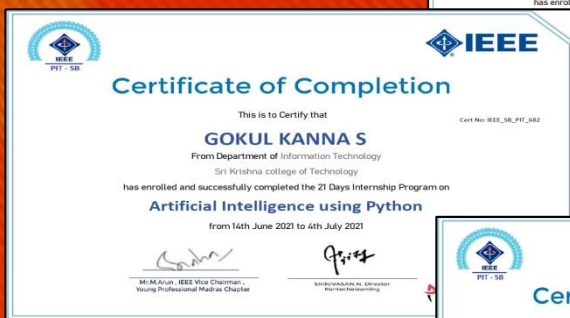 has enrol
IEEE
PIT - SB
IEEE
Certificate of Completion
This is to Certify that
Cert No: IEEE_SB_PIT_682
GOKUL KANNA S
From Department of Information Technology
Sri Krishna college of Technology
has enrolled and successfully completed the 21 Days Internship Program on
Artificial Intelligence using Python
from 14th June 2021 to 4th July 2021
Mr.M.Arun , IEEE Vice Chairman ,
Young Professional Madras Chapter
SRINIVASAN.N, Director
Pantechelearning
IEEE
PIT - SB
Cer